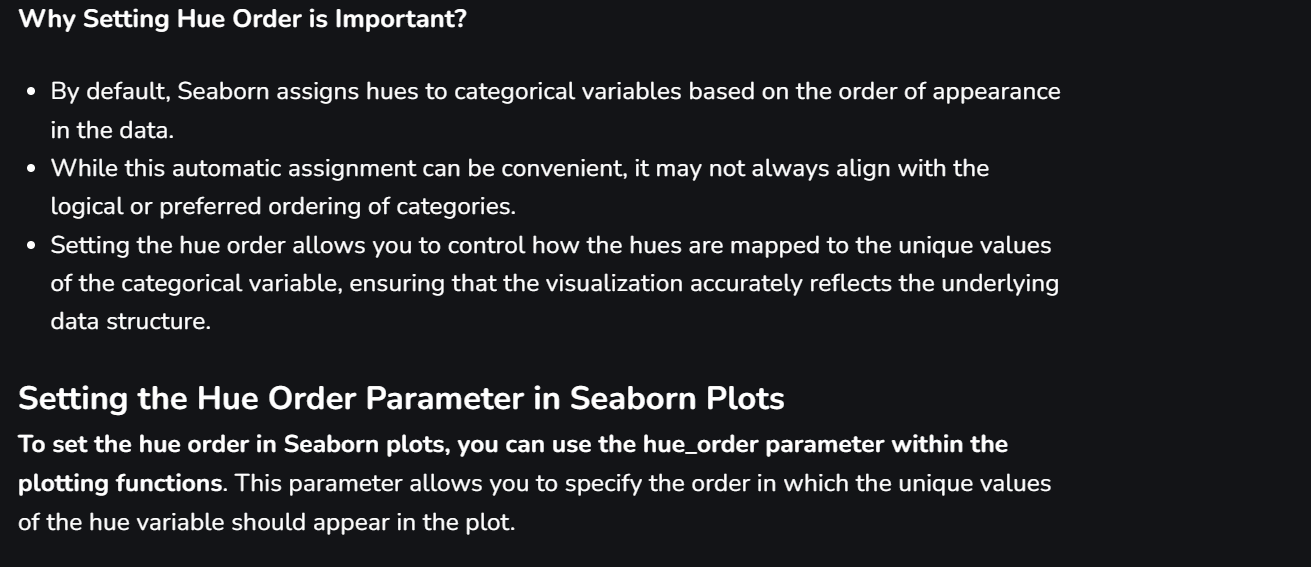 Why Setting Hue Order is Important?
• By default, Seaborn assigns hues to categorical variables based on the order of appearance
in the data.
• While this automatic assignment can be convenient, it may not always align with the
logical or preferred ordering of categories.
• Setting the hue order allows you to control how the hues are mapped to the unique values
of the categorical variable, ensuring that the visualization accurately reflects the underlying
data structure.
Setting the Hue Order Parameter in Seaborn Plots
To set the hue order in Seaborn plots, you can use the hue_order parameter within the
plotting functions. This parameter allows you to specify the order in which the unique values
of the hue variable should appear in the plot.